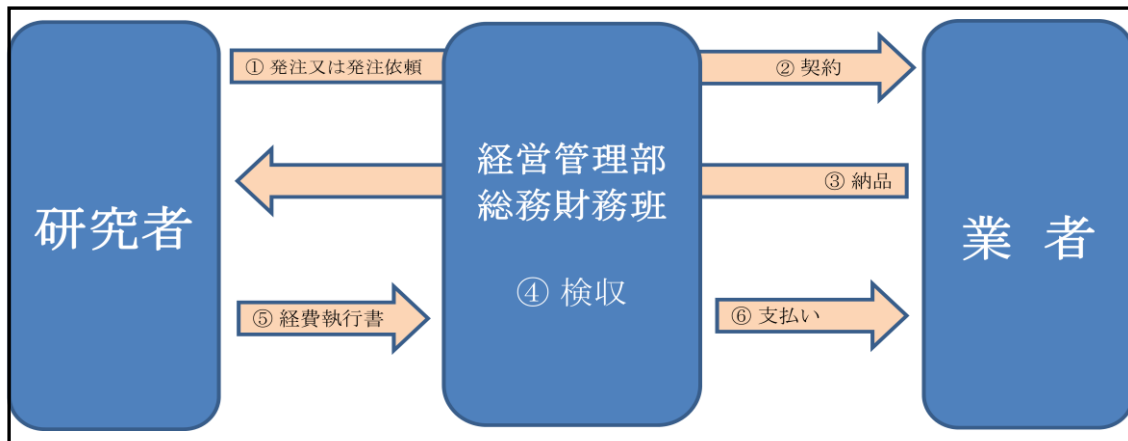 ① 発注又は発注依頼
② 契約
経営管理部
総務財務班
③ 納品
研究者
業 者
④ 検収
⑤ 経費執行書
⑥ 支払い